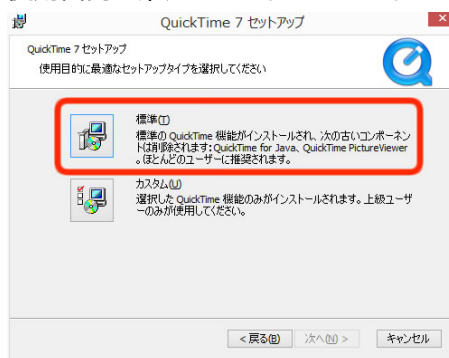 QuickTime 7 セットアップ
QuickTime 7 セットアップ
使用目的に最適なセットアップタイプを選択してください
標準(T)
標準の QuickTime 機能がインストールされ、次の古いコンポーネン
トは削除されます: QuickTime for Java、QuickTime PictureViewer
。ほとんどのユーザーに推奨されます。
カスタム(U)
選択した QuickTime 機能のみがインストールされます。上級ユーザ
ーのみが使用してください。
< 戻る(B)
次へ(N) >
キャンセル